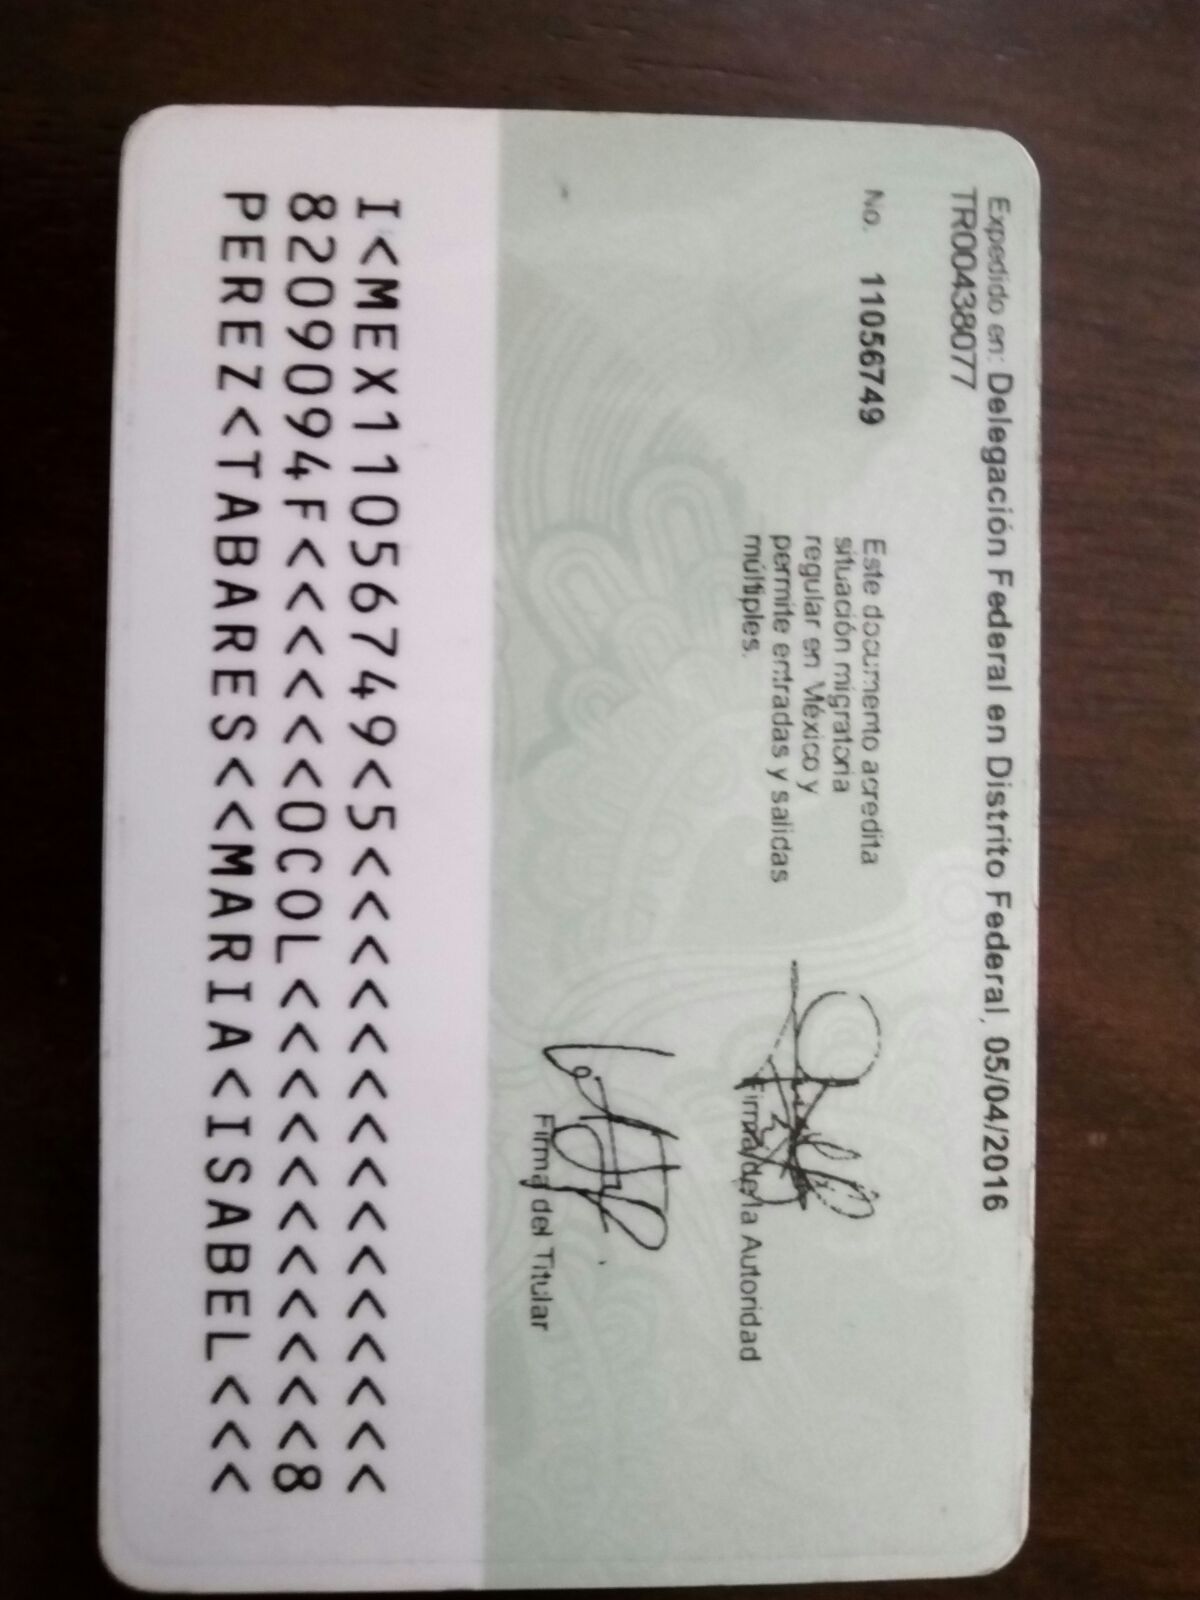 Expedido en: Delegación Federal en Distrito Federal, 05/04/2016
TR00438077
No. 11056749
Este documento acredita
situación migratoria
regular en México y
permite entradas y salidas
múltiples.
Firma de la Autoridad
Firma del Titular
I<MEX11056749<5<<<<<<<<<<<<<<<
8209094F<<<<<<0COL<<<<<<<<<<<8
PEREZ<TABARES<<MARIA<ISABEL<<<